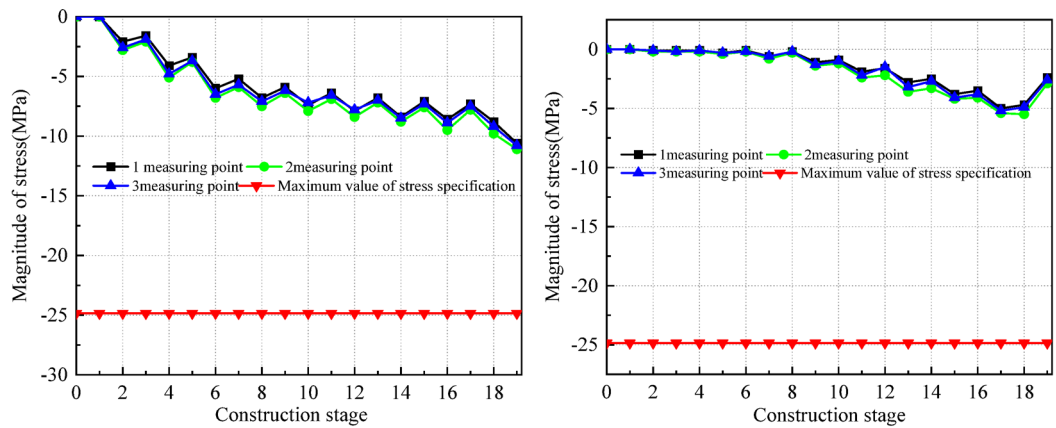 Magnitude of stress(MPa)
0
-5
-10
-15
-20
-25
-30
1 measuring point 2measuring point
3measuring point Maximum value of stress specification
0 2 4 6 8 10 12 14 16 18
Construction stage
Magnitude of stress(MPa)
0
-5
-10
-15
-20
-25
1measuring point 2measuring point
3measuring point Maximum value of stress specification
0 2 4 6 8 10 12 14 16 18
Construction stage